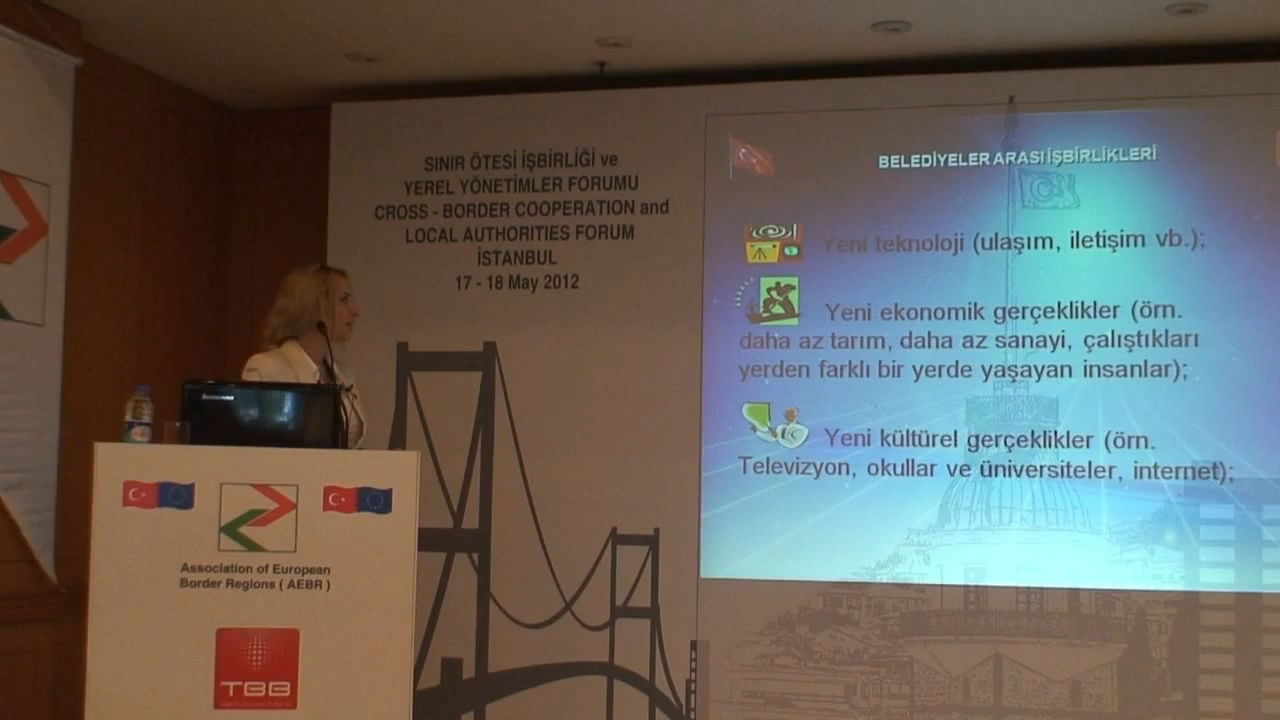 SINIR ÖTESİ İŞBİRLİĞİ ve
YEREL YÖNETİMLER FORUMU
CROSS - BORDER COOPERATION and
LOCAL AUTHORITIES FORUM
İSTANBUL
17 - 18 May 2012
BELEDİYELER ARASI İŞBİRLİKLERİ
Yeni teknoloji (ulaşım, iletişim vb.);
Yeni ekonomik gerçeklikler (örn.
daha az tarım, daha az sanayi, çalıştıkları
yerden farklı bir yerde yaşayan insanlar);
Yeni kültürel gerçeklikler (örn.
Televizyon, okullar ve üniversiteler, internet);
lenovo
Association of European
Border Regions ( AEBR )
TBB